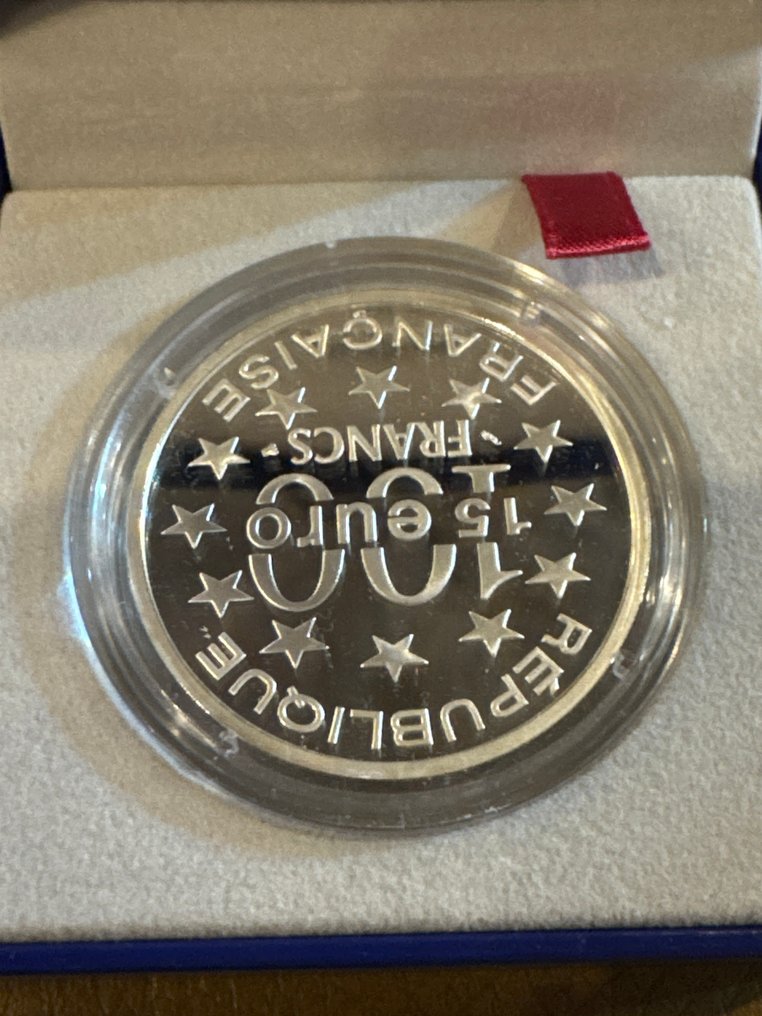 RÉPUBLIQUE
100
15 euro
- FRANCS -
FRANÇAISE